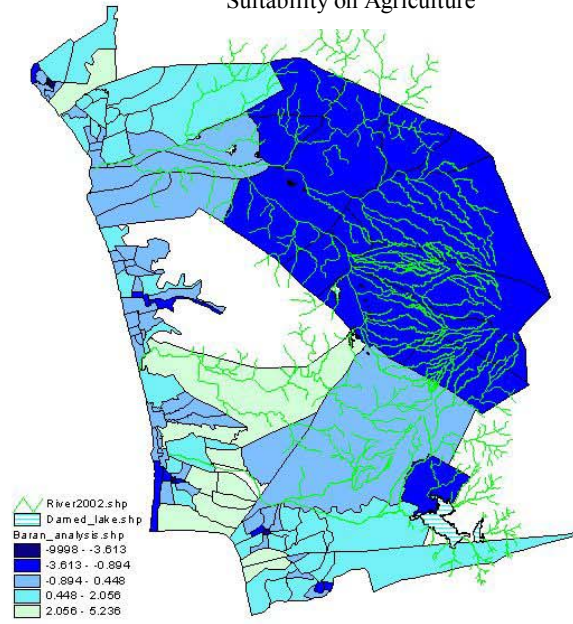 Suitability on Agriculture
River2002.shp
Damed_lake.shp
Baran_analysis.shp
-9998 - -3.613
-3.613 - -0.894
-0.894 - 0.448
0.448 - 2.056
2.056 - 5.236